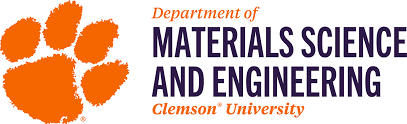 Department of
MATERIALS SCIENCE
AND ENGINEERING
Clemson® University
®